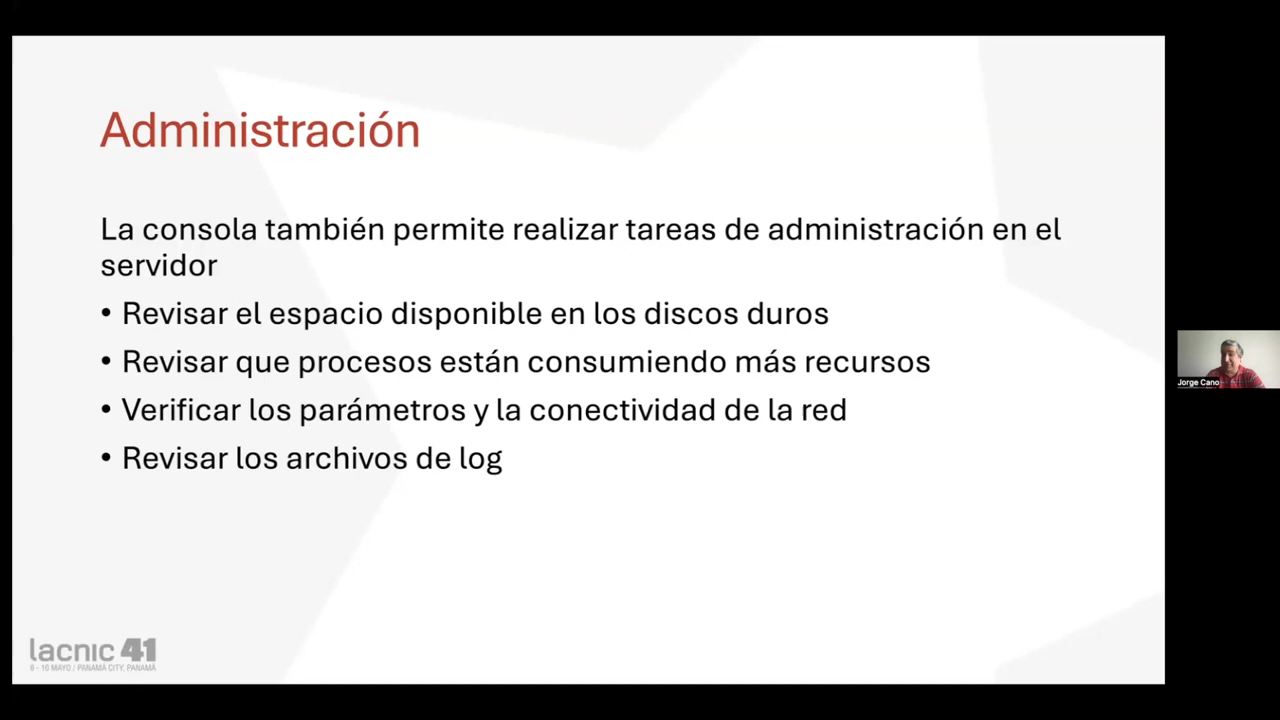 Administración
La consola también permite realizar tareas de administración en el
servidor
• Revisar el espacio disponible en los discos duros
• Revisar que procesos están consumiendo más recursos
• Verificar los parámetros y la conectividad de la red
• Revisar los archivos de log
Jorge Cano
lacnic 41
6 - 10 MAYO / PANAMÁ CITY, PANAMÁ